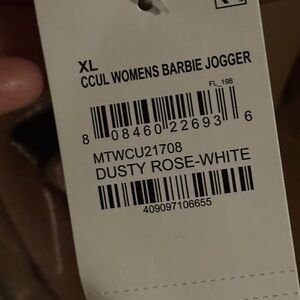 XL
CCUL WOMENS BARBIE JOGGER
FL_198
8 08460 22693 6
MTWCU21708
DUSTY ROSE-WHITE
409097106655